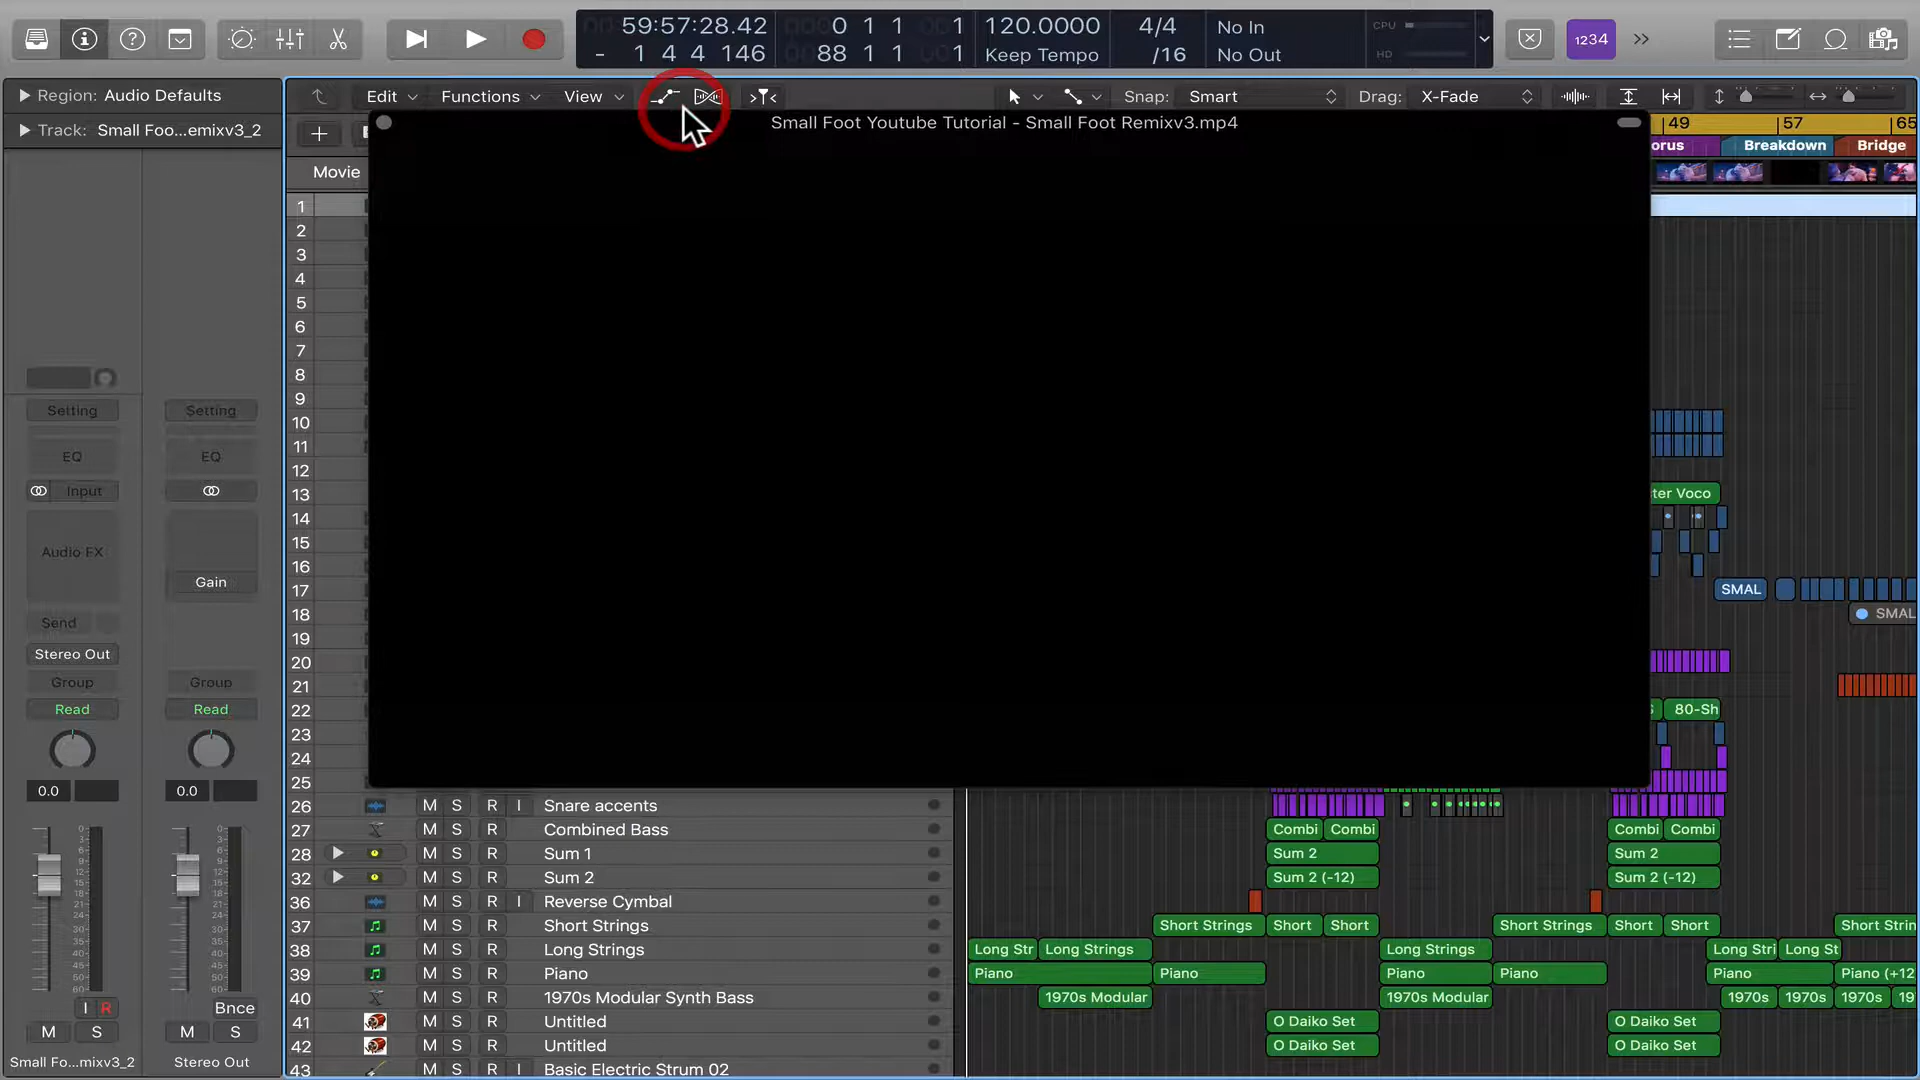 59:57:28.42
0 1 1 1
120.0000
4/4
No In
CPU
- 1 4 4 146
88 1 1 1
Keep Tempo
/16
No Out
HD
1234
Region: Audio Defaults
Edit
Functions
View
Snap: Smart
Drag: X-Fade
Track: Small Foo...emixv3_2
Small Foot Youtube Tutorial - Small Foot Remixv3.mp4
49
57
65
orus
Breakdown
Bridge
Movie
1
2
3
4
5
6
7
8
9
10
11
12
13
ter Voco
14
15
16
17
SMAL
18
SMAL
19
20
21
22
80-Sh
23
24
25
Setting
Setting
EQ
EQ
Input
Audio FX
Gain
Send
Stereo Out
Group
Group
Read
Read
0.0
0.0
26 M S R I Snare accents
27 M S R Combined Bass
Combi
Combi
Combi
Combi
28 M S R Sum 1
Sum 2
Sum 2
32 M S R Sum 2
Sum 2 (-12)
Sum 2 (-12)
36 M S R I Reverse Cymbal
37 M S R Short Strings
Short Strings
Short
Short
Short Strings
Short
Short
Short Strin
38 M S R Long Strings
Long Str
Long Strings
Long Strings
Long Stri
Long St
39 M S R Piano
Piano
Piano
Piano
Piano
Piano
Piano (+12
40 M S R 1970s Modular Synth Bass
1970s Modular
1970s Modular
1970s
1970s
1970s
19
41 M S R Untitled
O Daiko Set
O Daiko Set
42 M S R Untitled
O Daiko Set
O Daiko Set
43 M S R I Basic Electric Strum 02
I R
Bnce
M S
M S
Small Fo...mixv3_2
Stereo Out